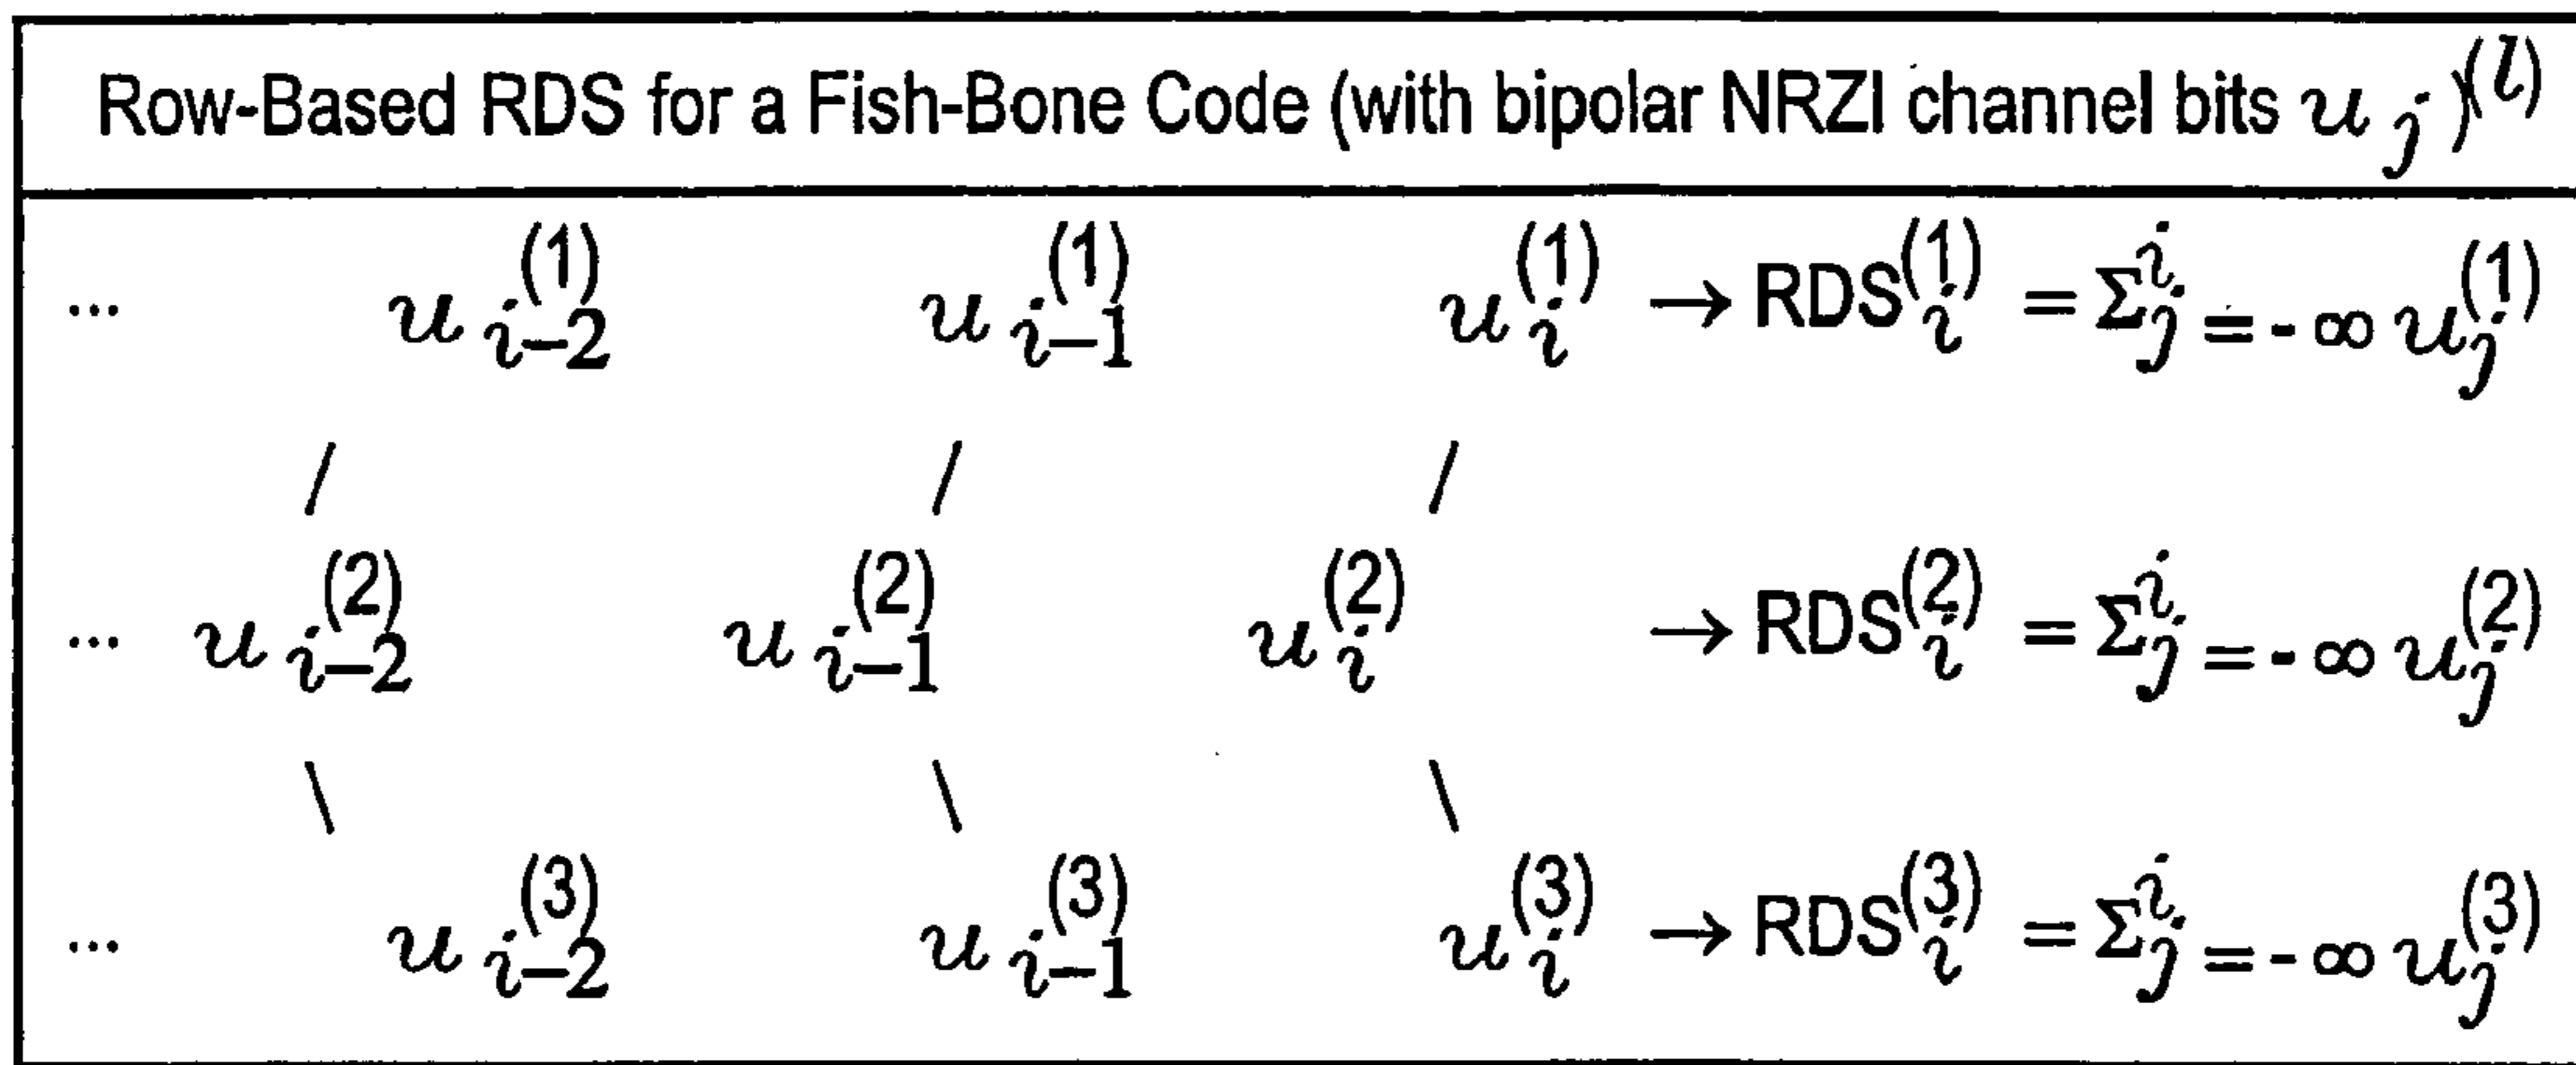 Row-Based RDS for a Fish-Bone Code (with bipolar NRZI channel bits u_j)^(l)
... u_{i-2}^{(1)} u_{i-1}^{(1)} u_i^{(1)} → RDS_i^{(1)} = Σ_{j=-∞}^{i} u_j^{(1)}
/ / /
... u_{i-2}^{(2)} u_{i-1}^{(2)} u_i^{(2)} → RDS_i^{(2)} = Σ_{j=-∞}^{i} u_j^{(2)}
\ \ \
... u_{i-2}^{(3)} u_{i-1}^{(3)} u_i^{(3)} → RDS_i^{(3)} = Σ_{j=-∞}^{i} u_j^{(3)}